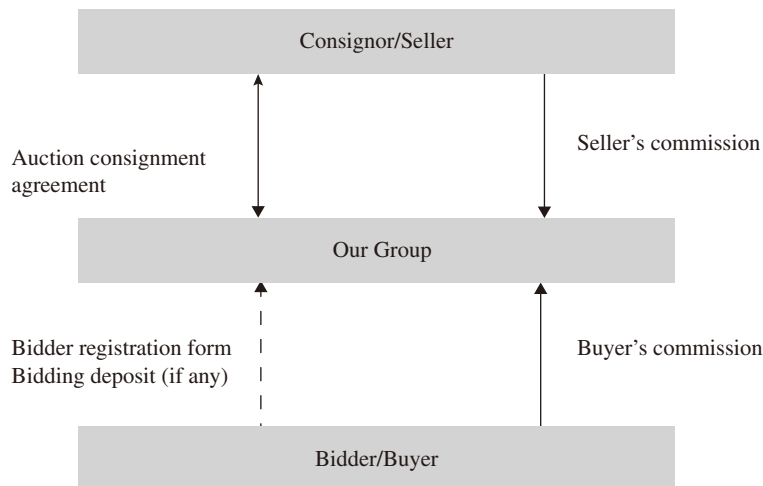 Consignor/Seller
Auction consignment
agreement
Seller’s commission
Our Group
Bidder registration form
Bidding deposit (if any)
Buyer’s commission
Bidder/Buyer